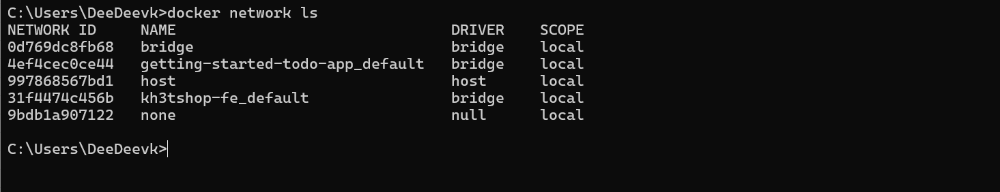 C:\Users\DeeDeevk>docker network ls
NETWORK ID     NAME                               DRIVER    SCOPE
0d769dc8fb68   bridge                             bridge    local
4ef4cec0ce44   getting-started-todo-app_default   bridge    local
997868567bd1   host                               host      local
31f4474c456b   kh3tshop-fe_default                bridge    local
9bdb1a907122   none                               null      local
C:\Users\DeeDeevk>